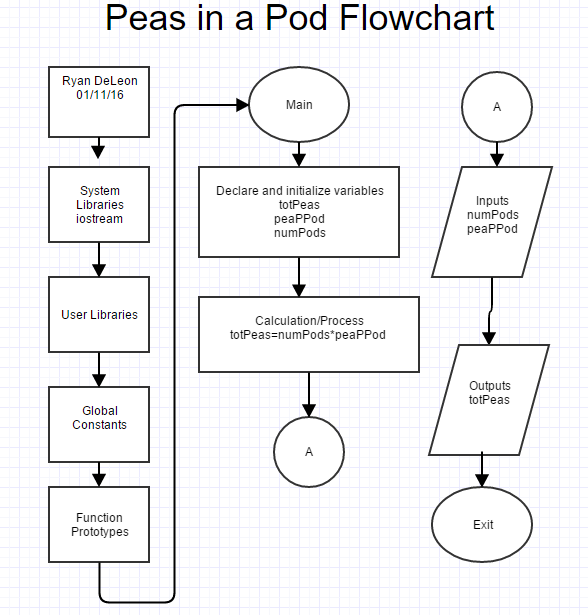 Peas in a Pod Flowchart
Ryan DeLeon
01/11/16
System
Libraries
iostream
User Libraries
Global
Constants
Function
Prototypes
Main
Declare and initialize variables
totPeas
peaPPod
numPods
Calculation/Process
totPeas=numPods*peaPPod
A
A
Inputs
numPods
peaPPod
Outputs
totPeas
Exit